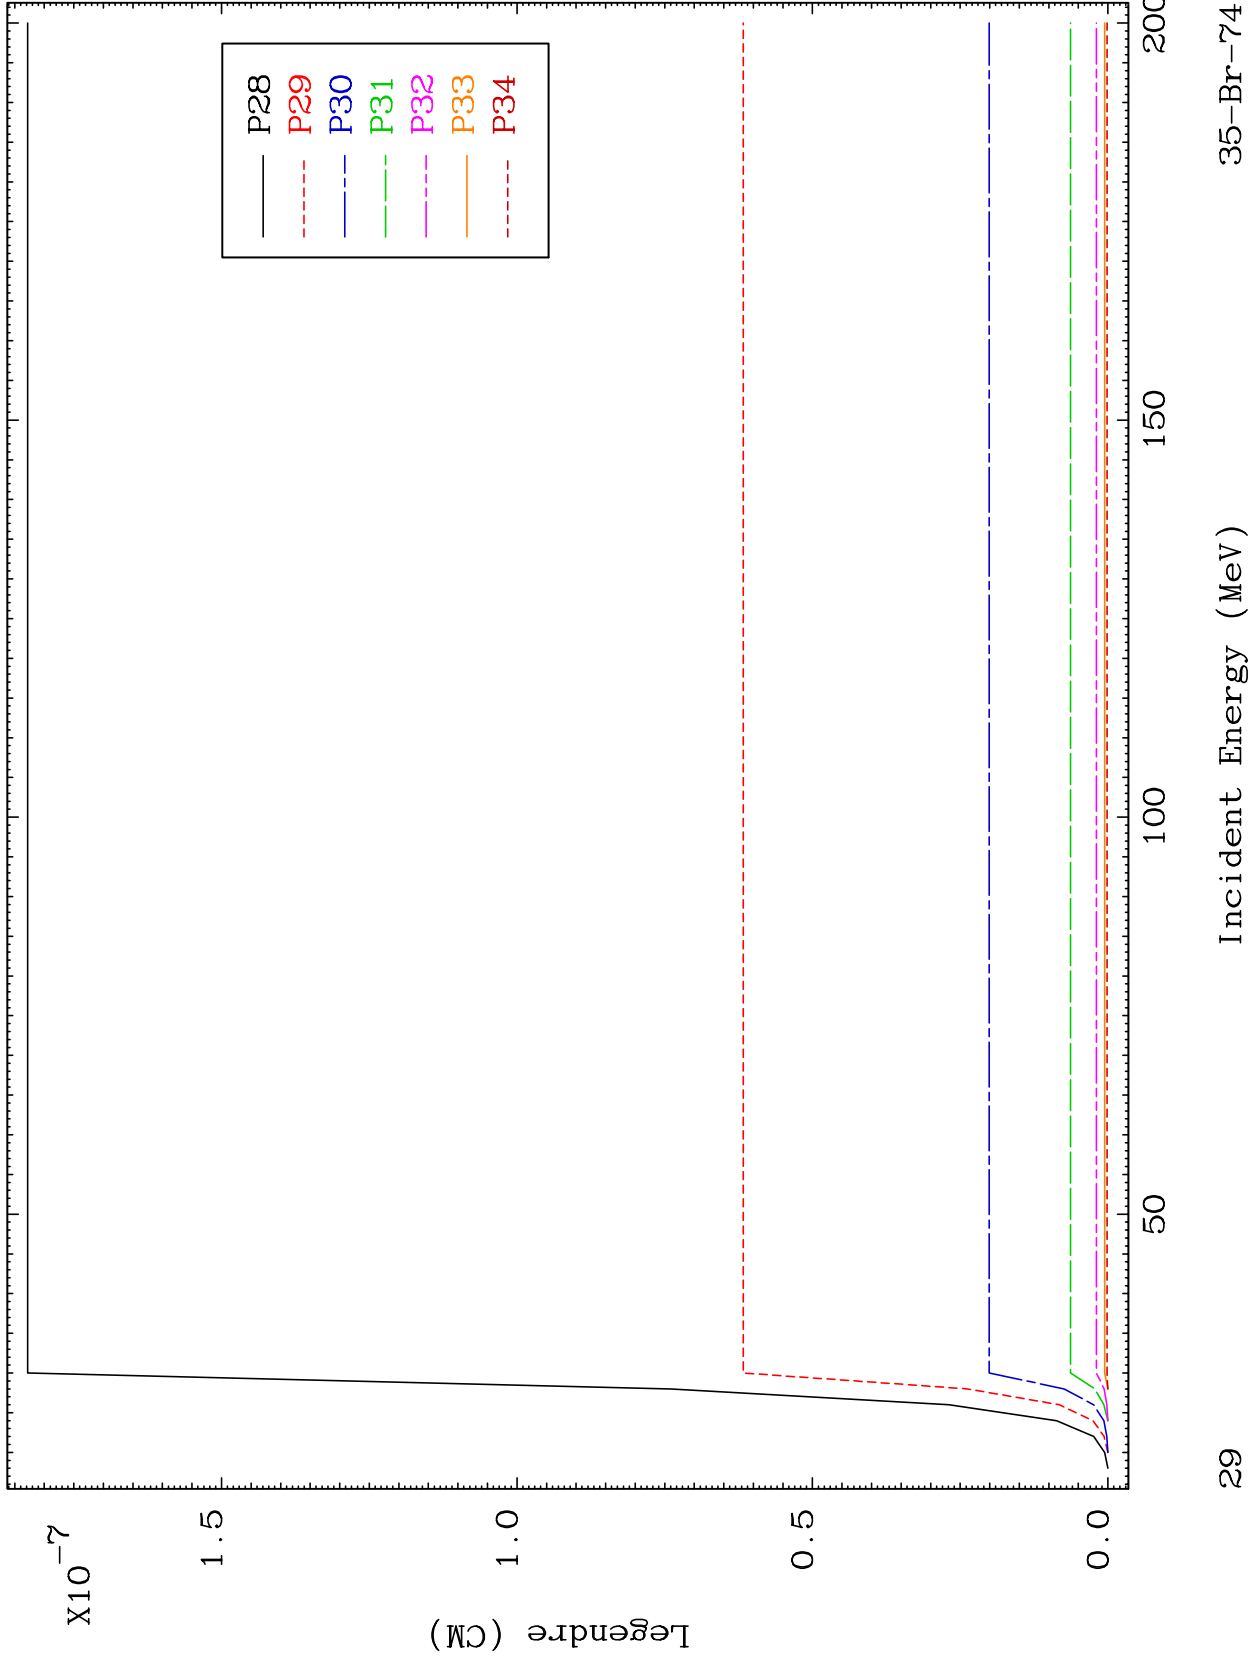 X10⁻⁷
1.5
1.0
0.5
0.0
Legendre (CM)
P28
P29
P30
P31
P32
P33
P34
50
100
150
200
Incident Energy (MeV)
29
35-Br-74